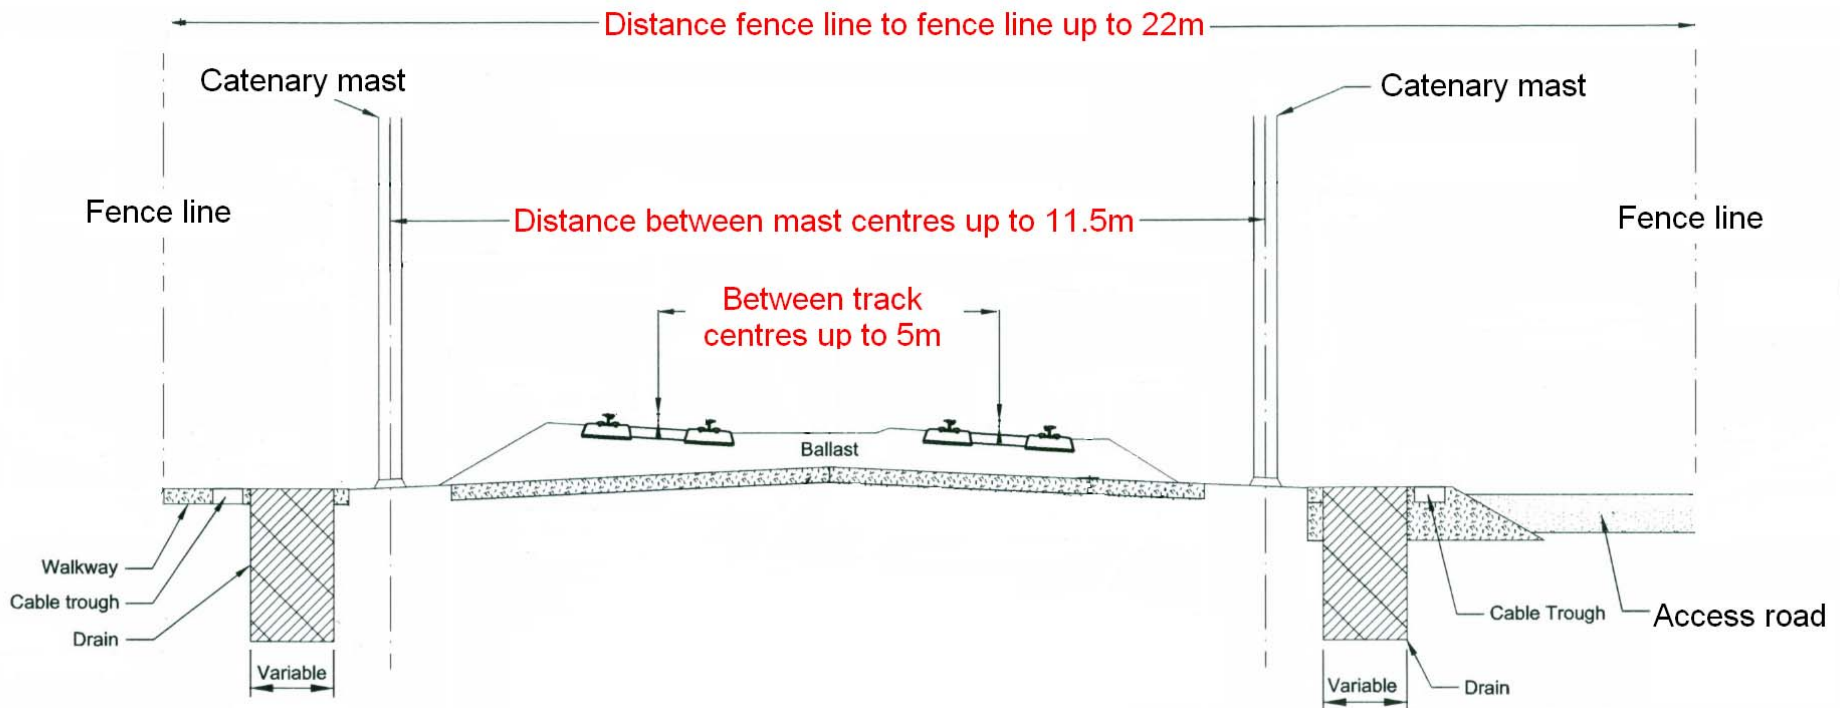 Distance fence line to fence line up to 22m
Catenary mast
Catenary mast
Fence line
Fence line
Distance between mast centres up to 11.5m
Between track
centres up to 5m
Ballast
Walkway
Cable trough
Drain
Variable
Cable Trough
Access road
Variable
Drain